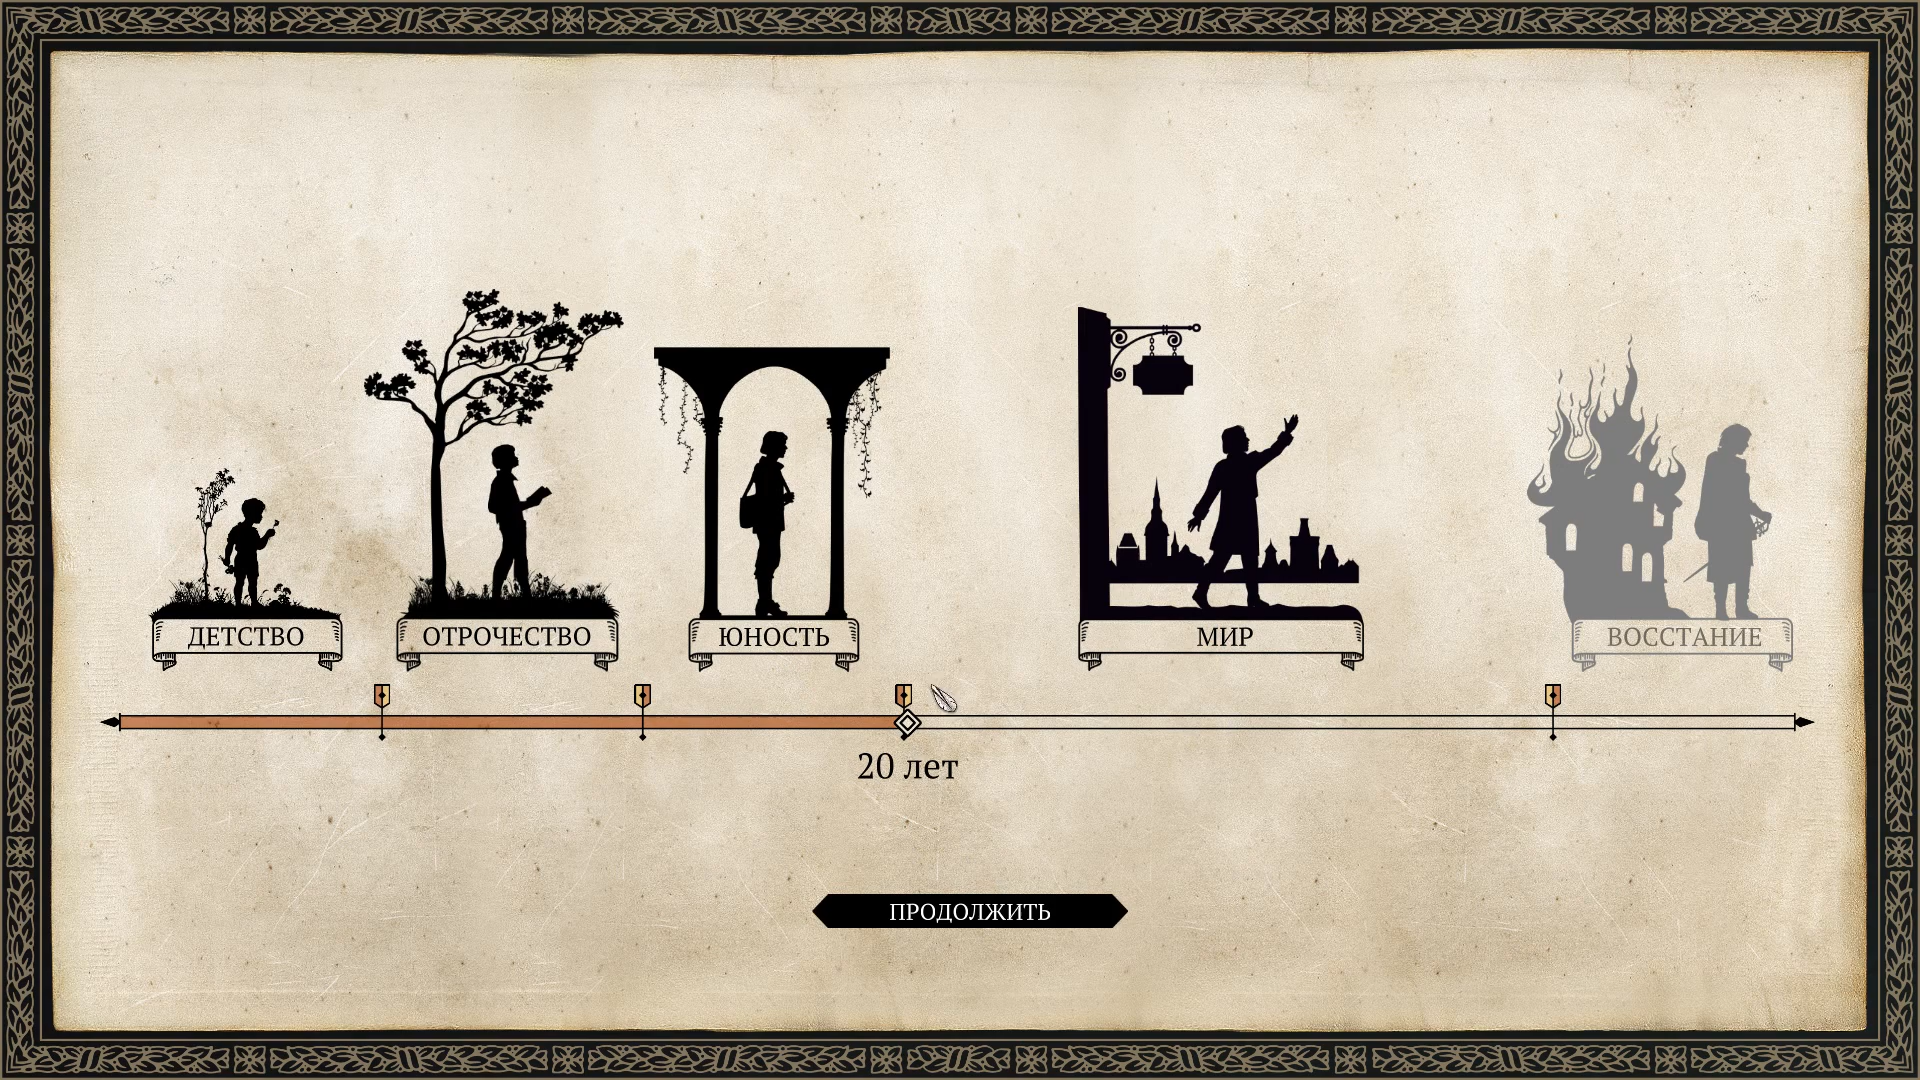 ДЕТСТВО
ОТРОЧЕСТВО
ЮНОСТЬ
МИР
ВОССТАНИЕ
20 лет
ПРОДОЛЖИТЬ